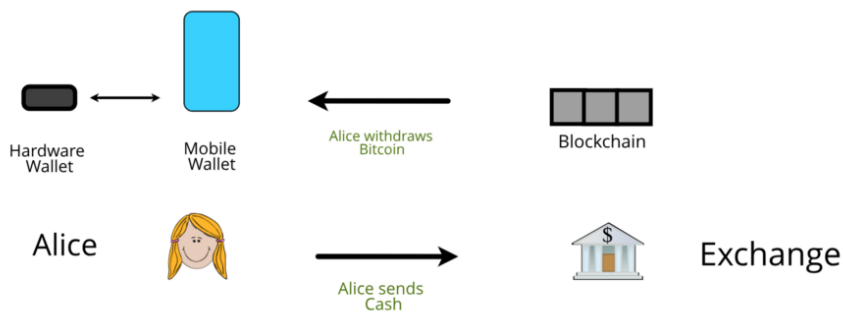 Hardware
Wallet
Mobile
Wallet
Alice withdraws
Bitcoin
Blockchain
Alice
$
Exchange
Alice sends
Cash